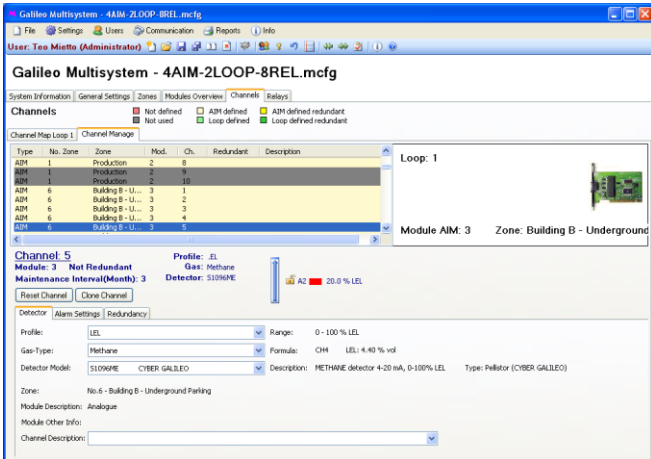 Galileo Multisystem - 4AIM-2LOOP-8REL.mcfg
File Settings Users Communication Reports Info
User: Teo Mietto (Administrator)
Galileo Multisystem - 4AIM-2LOOP-8REL.mcfg
System Information General Settings Zones Modules Overview Channels Relays
Channels
Not defined AIM defined AIM defined redundant
Not used Loop defined Loop defined redundant
Channel Map Loop 1 Channel Manage
Type No. Zone Zone Mod. Ch. Redundant Description
AIM 1 Production 2 8
AIM 1 Production 2 9
AIM 1 Production 2 10
AIM 6 Building B - U... 3 1
AIM 6 Building B - U... 3 2
AIM 6 Building B - U... 3 3
AIM 6 Building B - U... 3 4
AIM 6 Building B - U... 3 5
Loop: 1
Module AIM: 3 Zone: Building B - Underground
Channel: 5 Profile: .EL
Module: 3 Not Redundant Gas: Methane
Maintenance Interval(Month): 3 Detector: S1096ME
A2 20.0 % LEL
Reset Channel Clone Channel
Detector Alarm Settings Redundancy
Profile: LEL Range: 0 - 100 % LEL
Gas-Type: Methane Formula: CH4 LEL: 4.40 % vol
Detector Model: S1096ME CYBER GALILEO Description: METHANE detector 4-20 mA, 0-100% LEL Type: Pellistor (CYBER GALILEO)
Zone: No.6 - Building B - Underground Parking
Module Description: Analogue
Module Other Info:
Channel Description: